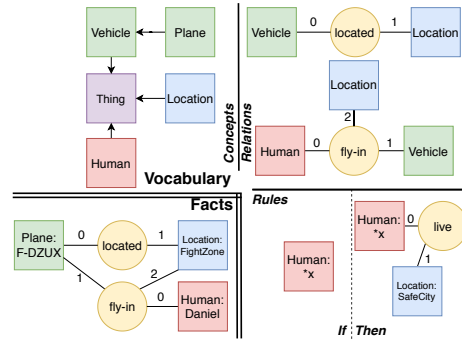 Vehicle
Plane
Thing
Location
Human
Vocabulary
Concepts
Relations
Vehicle
0
located
1
Location
Location
2
Human
0
fly-in
1
Vehicle
Facts
Plane:
F-DZUX
0
located
1
Location:
FightZone
1
2
fly-in
0
Human:
Daniel
Rules
Human:
*x
If
Then
Human:
*x
0
live
1
Location:
SafeCity